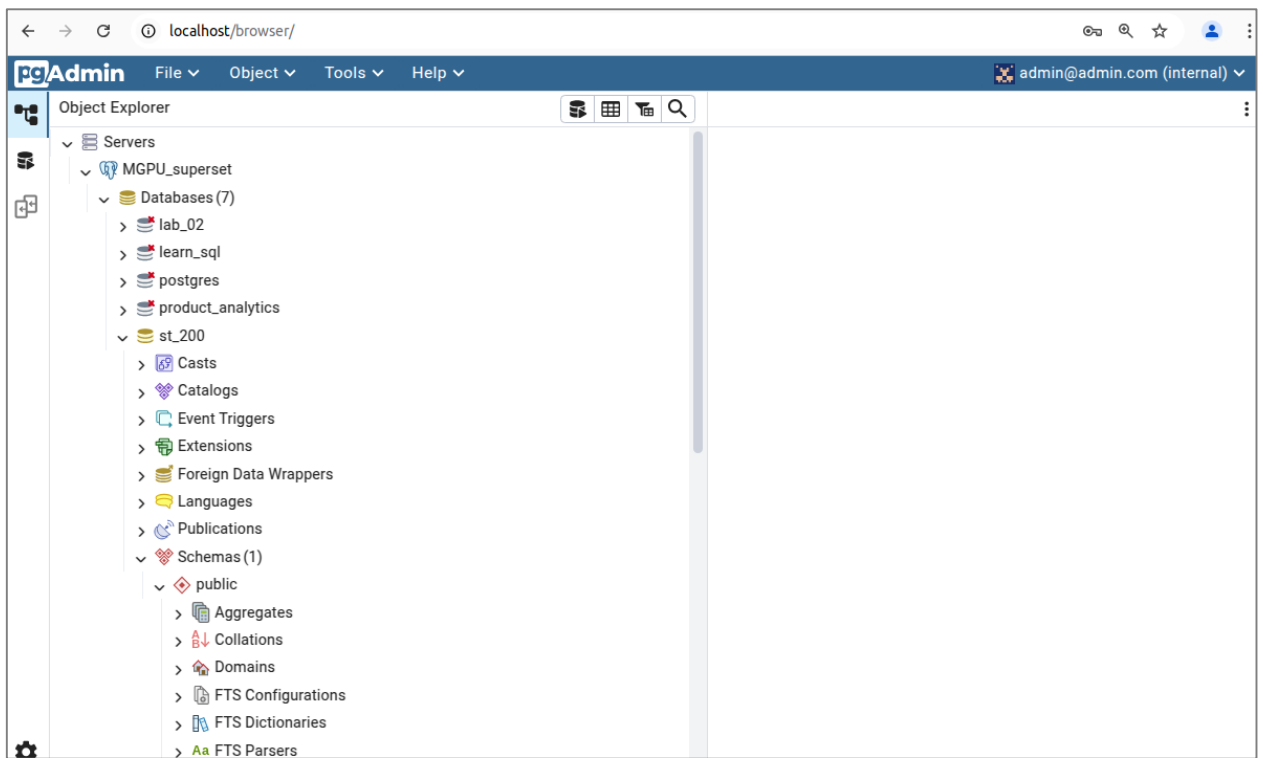 localhost/browser/
pgAdmin File Object Tools Help admin@admin.com (internal)
Object Explorer
Servers
MGPU_superset
Databases (7)
lab_02
learn_sql
postgres
product_analytics
st_200
Casts
Catalogs
Event Triggers
Extensions
Foreign Data Wrappers
Languages
Publications
Schemas (1)
public
Aggregates
Collations
Domains
FTS Configurations
FTS Dictionaries
Aa FTS Parsers